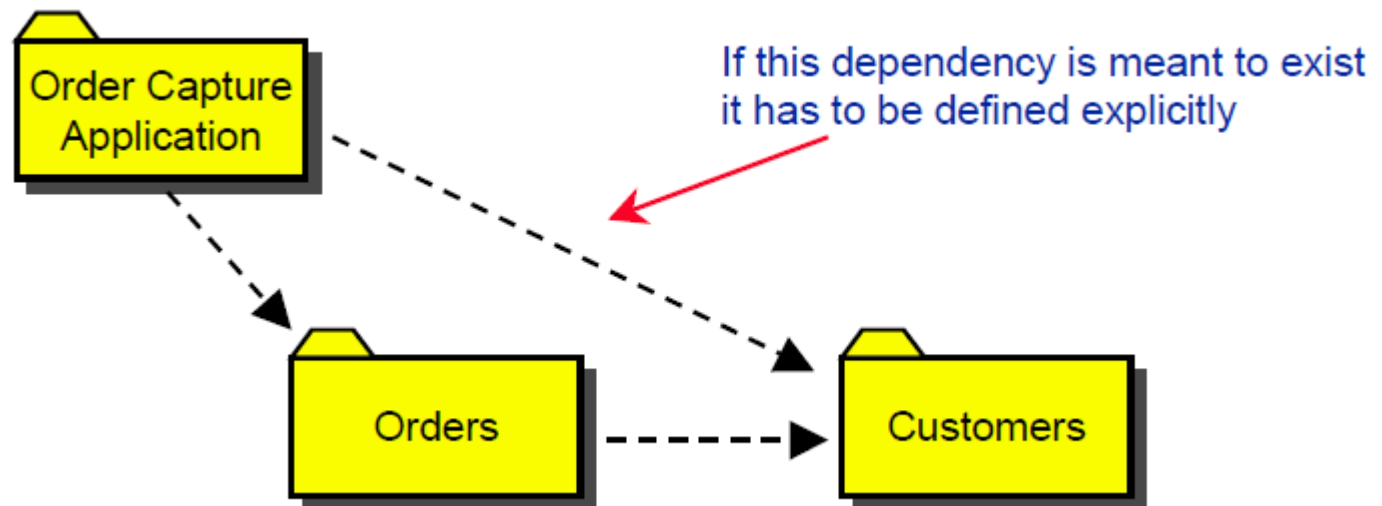 Order Capture
Application
If this dependency is meant to exist
it has to be defined explicitly
Orders
Customers